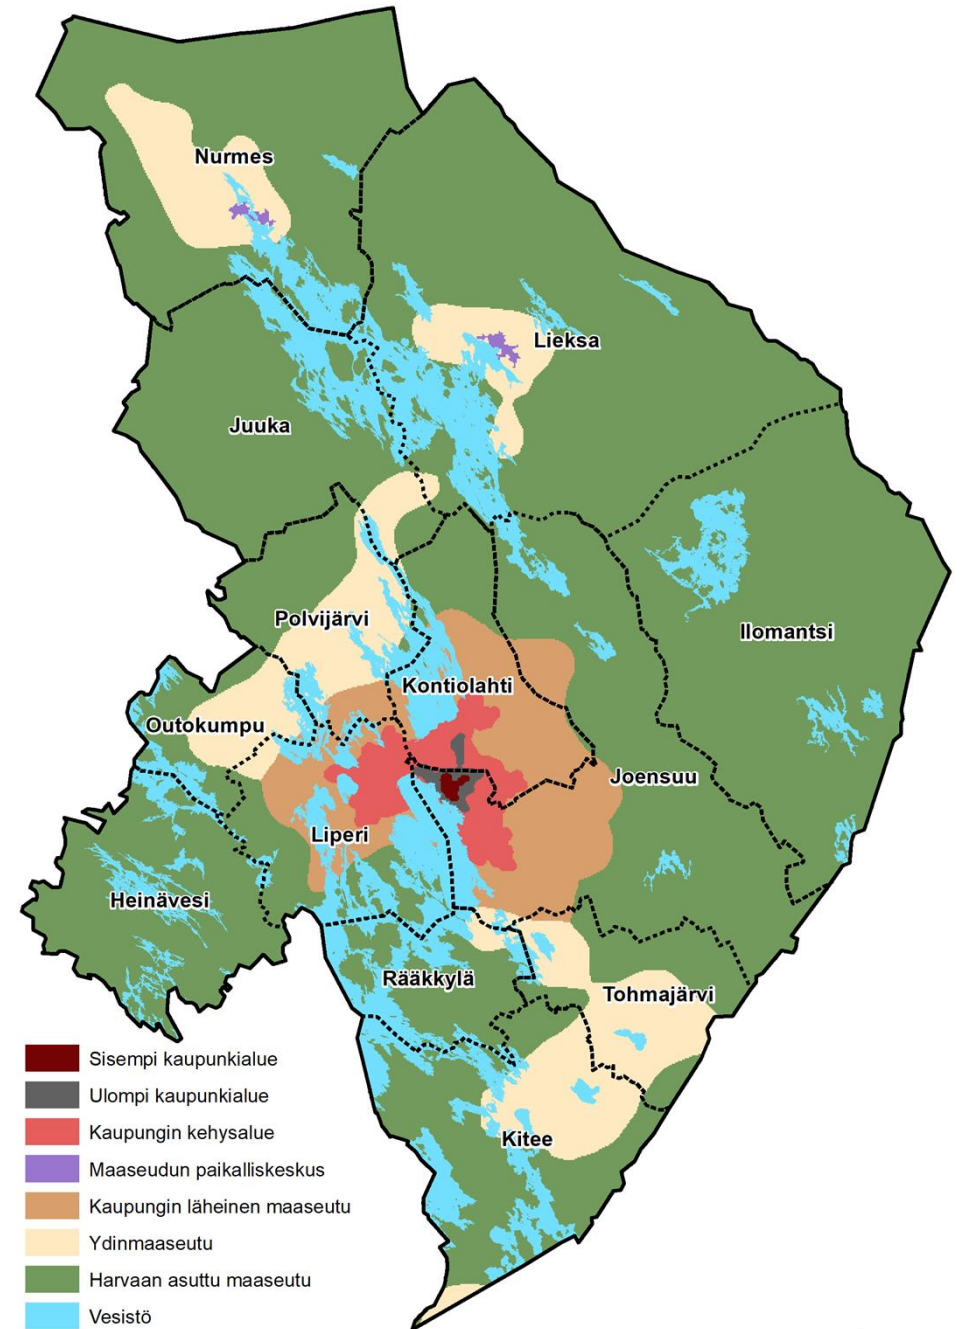 Nurmes
Lieksa
Juuka
Polvijärvi
Ilomantsi
Kontiolahti
Outokumpu
Joensuu
Liperi
Heinävesi
Rääkkylä
Tohmajärvi
Kitee
Sisempi kaupunkialue
Ulompi kaupunkialue
Kaupungin kehysalue
Maaseudun paikalliskeskus
Kaupungin läheinen maaseutu
Ydinmaaseutu
Harvaan asuttu maaseutu
Vesistö